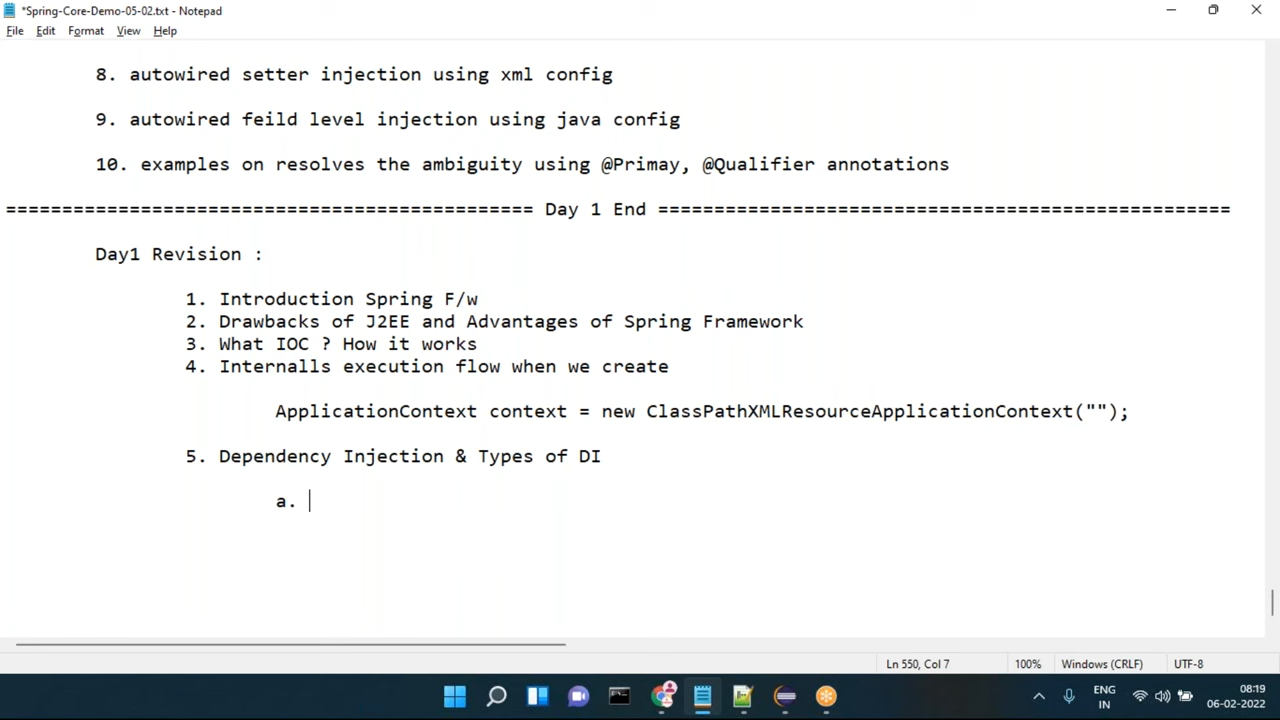 *Spring-Core-Demo-05-02.txt - Notepad
File Edit Format View Help
8. autowired setter injection using xml config
9. autowired feild level injection using java config
10. examples on resolves the ambiguity using @Primay, @Qualifier annotations
=============================================== Day 1 End ===================================================
Day1 Revision :
1. Introduction Spring F/w
2. Drawbacks of J2EE and Advantages of Spring Framework
3. What IOC ? How it works
4. Internalls execution flow when we create
ApplicationContext context = new ClassPathXMLResourceApplicationContext("");
5. Dependency Injection & Types of DI
a.
Ln 550, Col 7 100% Windows (CRLF) UTF-8
ENG IN 08:19
06-02-2022